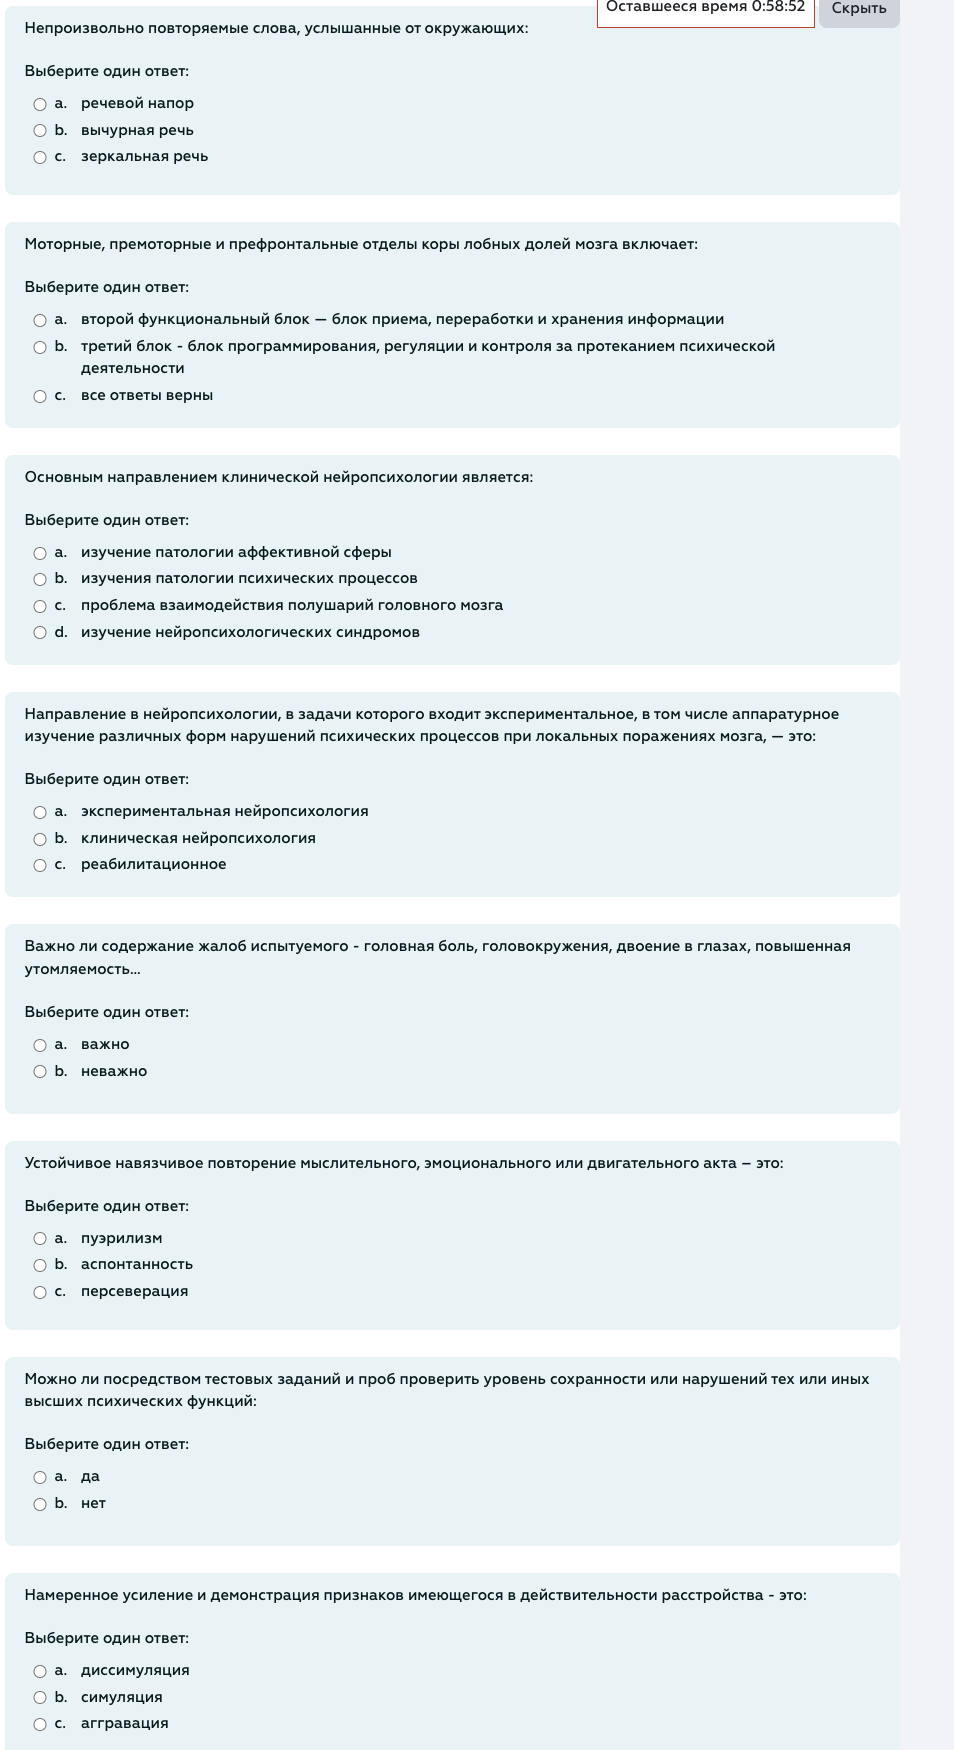 Оставшееся время 0:58:52
Скрыть
Непроизвольно повторяемые слова, услышанные от окружающих:
Выберите один ответ:
a. речевой напор
b. вычурная речь
c. зеркальная речь
Моторные, премоторные и префронтальные отделы коры лобных долей мозга включает:
Выберите один ответ:
a. второй функциональный блок — блок приема, переработки и хранения информации
b. третий блок - блок программирования, регуляции и контроля за протеканием психической
деятельности
c. все ответы верны
Основным направлением клинической нейропсихологии является:
Выберите один ответ:
a. изучение патологии аффективной сферы
b. изучения патологии психических процессов
c. проблема взаимодействия полушарий головного мозга
d. изучение нейропсихологических синдромов
Направление в нейропсихологии, в задачи которого входит экспериментальное, в том числе аппаратурное
изучение различных форм нарушений психических процессов при локальных поражениях мозга, — это:
Выберите один ответ:
a. экспериментальная нейропсихология
b. клиническая нейропсихология
c. реабилитационное
Важно ли содержание жалоб испытуемого - головная боль, головокружения, двоение в глазах, повышенная
утомляемость...
Выберите один ответ:
a. важно
b. неважно
Устойчивое навязчивое повторение мыслительного, эмоционального или двигательного акта – это:
Выберите один ответ:
a. пуэрилизм
b. аспонтанность
c. персеверация
Можно ли посредством тестовых заданий и проб проверить уровень сохранности или нарушений тех или иных
высших психических функций:
Выберите один ответ:
a. да
b. нет
Намеренное усиление и демонстрация признаков имеющегося в действительности расстройства - это:
Выберите один ответ:
a. диссимуляция
b. симуляция
c. аггравация